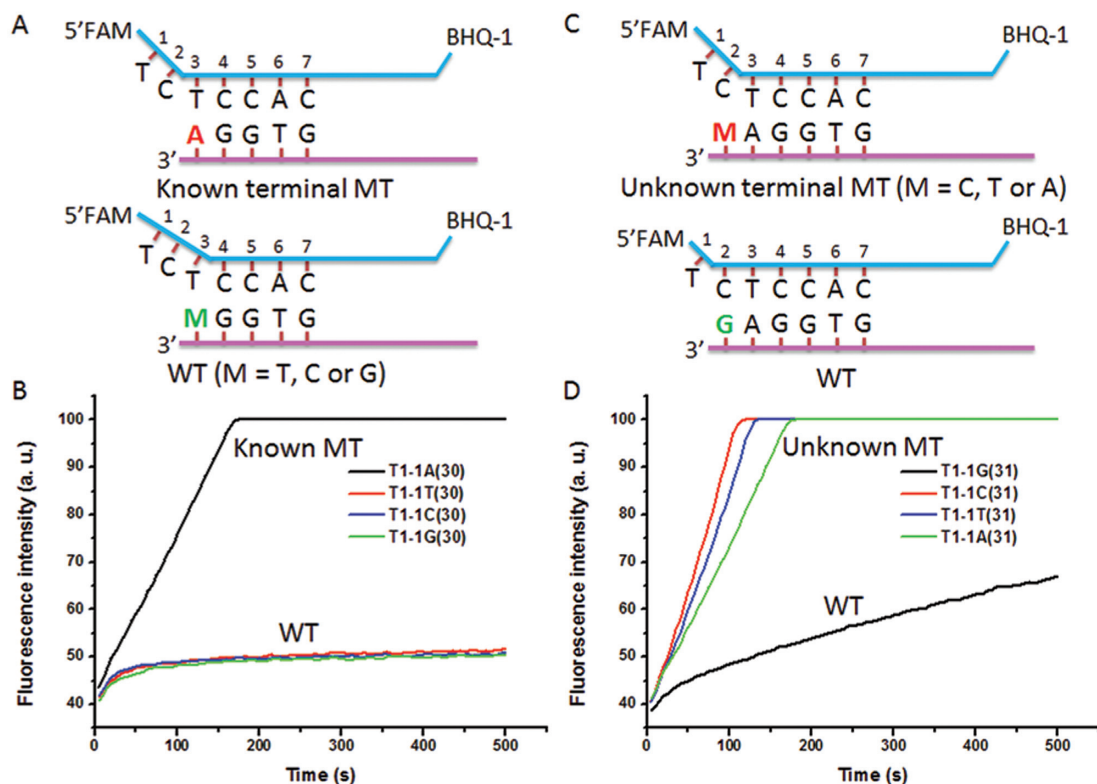 A
5'FAM
BHQ-1
1
2
3 4 5 6 7
T
C
T C C A C
A G G T G
3'
Known terminal MT
5'FAM
BHQ-1
1
2
3
4 5 6 7
T
C
T
C C A C
M G G T G
3'
WT (M = T, C or G)
C
5'FAM
BHQ-1
1
2
3 4 5 6 7
T
C
T C C A C
M A G G T G
3'
Unknown terminal MT (M = C, T or A)
5'FAM
BHQ-1
1
2 3 4 5 6 7
T
C T C C A C
G A G G T G
3'
WT
B
Fluorescence intensity (a. u.)
100
90
80
70
60
50
40
Known MT
T1-1A(30)
T1-1T(30)
T1-1C(30)
T1-1G(30)
WT
0 100 200 300 400 500
Time (s)
D
Fluorescence intensity (a. u.)
100
90
80
70
60
50
40
Unknown MT
T1-1G(31)
T1-1C(31)
T1-1T(31)
T1-1A(31)
WT
0 100 200 300 400 500
Time (s)